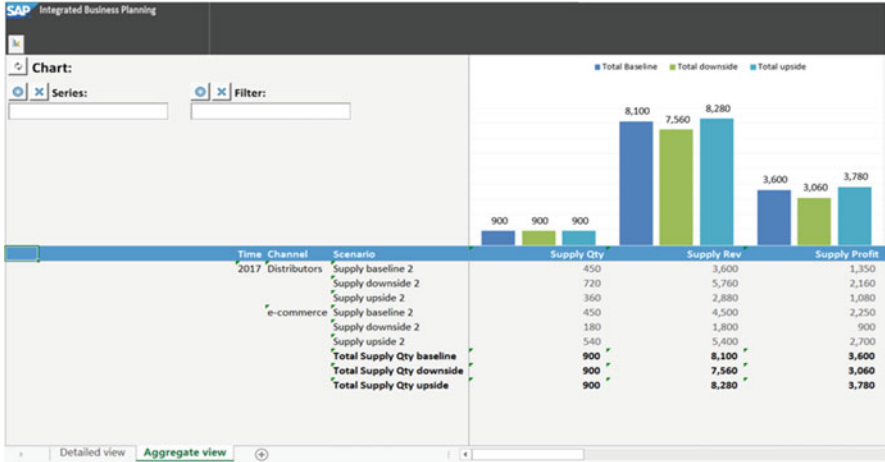 SAP Integrated Business Planning
Chart:
Series:
Filter:
Total Baseline Total downside Total upside
8,100 7,560 8,280
3,600 3,060 3,780
900 900 900
Time Channel Scenario Supply Qty Supply Rev Supply Profit
2017 Distributors Supply baseline 2 450 3,600 1,350
Supply downside 2 720 5,760 2,160
Supply upside 2 360 2,880 1,080
e-commerce Supply baseline 2 450 4,500 2,250
Supply downside 2 180 1,800 900
Supply upside 2 540 5,400 2,700
Total Supply Qty baseline 900 8,100 3,600
Total Supply Qty downside 900 7,560 3,060
Total Supply Qty upside 900 8,280 3,780
Detailed view Aggregate view